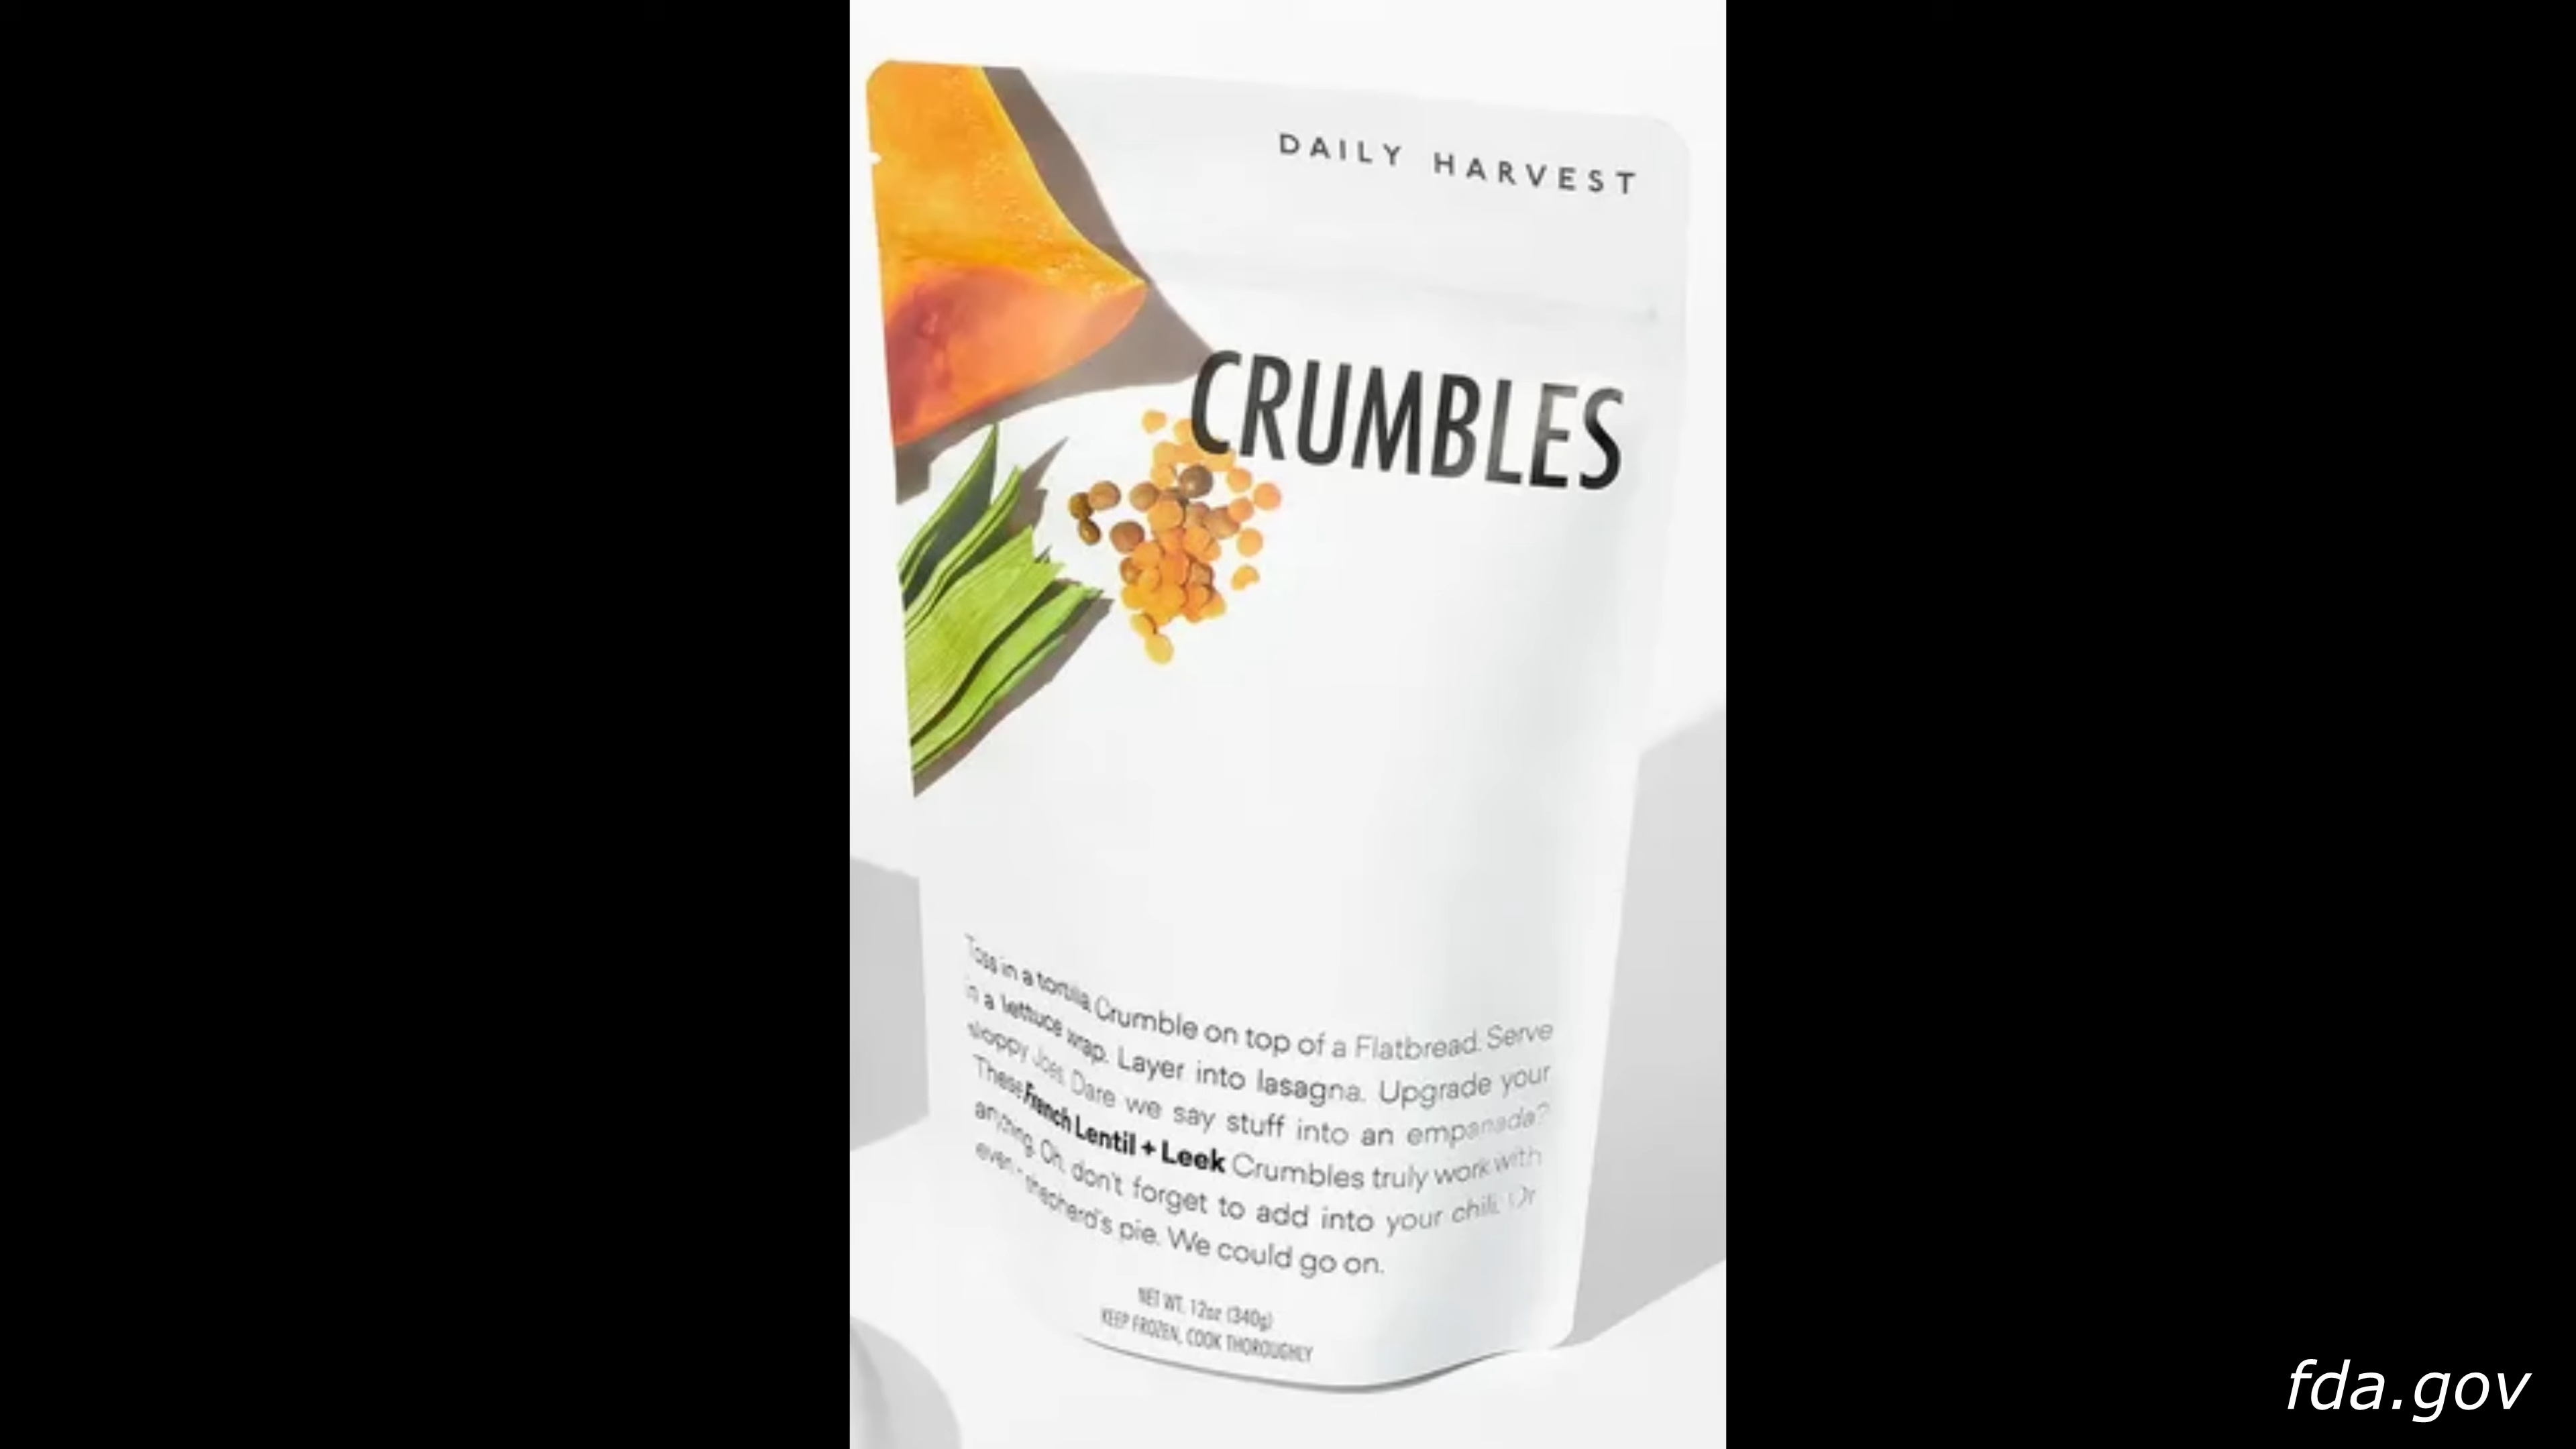 DAILY HARVEST
CRUMBLES
Toss in a tortilla Crumble on top of a Flatbread. Serve
in a lettuce wrap. Layer into lasagna. Upgrade your
sloppy Joes. Dare we say stuff into an empanada?
These French Lentil + Leek Crumbles truly work with
anything. Oh, don't forget to add into your chili. Or
even shepherd's pie. We could go on.
NET WT. 12oz (340g)
KEEP FROZEN, COOK THOROUGHLY
fda.gov